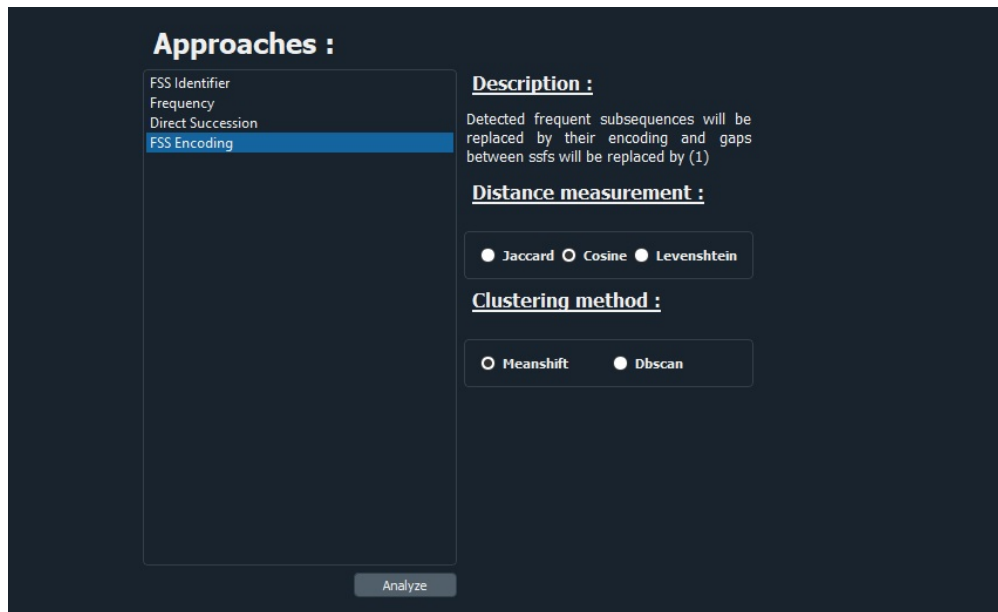 Approaches :
FSS Identifier
Frequency
Direct Succession
FSS Encoding
Description :
Detected frequent subsequences will be
replaced by their encoding and gaps
between ssfs will be replaced by (1)
Distance measurement :
Jaccard Cosine Levenshtein
Clustering method :
Meanshift Dbscan
Analyze